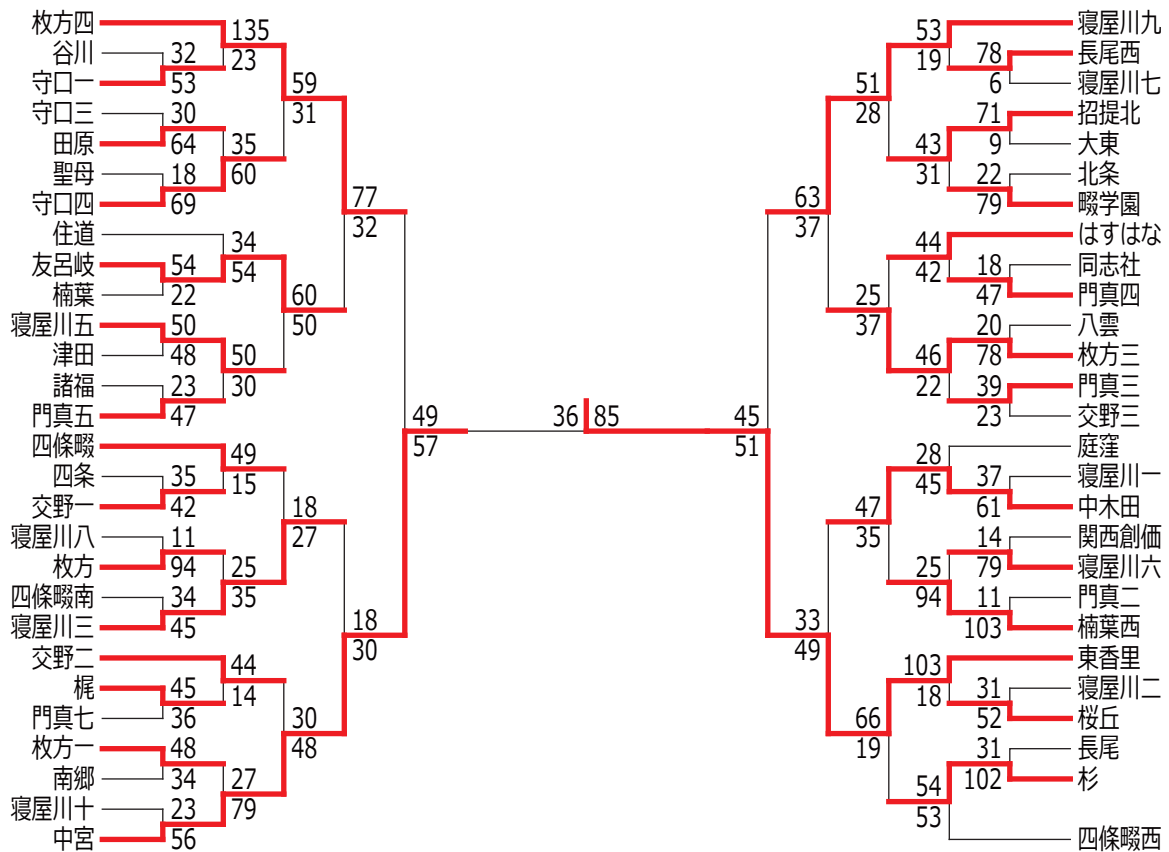 枚方四
谷川
守口一
守口三
田原
聖母
守口四
住道
友呂岐
楠葉
寝屋川五
津田
諸福
門真五
四條畷
四条
交野一
寝屋川八
枚方
四條畷南
寝屋川三
交野二
梶
門真七
枚方一
南郷
寝屋川十
中宮
32
53
30
64
18
69
54
22
50
48
23
47
35
42
11
94
34
45
45
36
48
34
23
56
135
23
35
60
34
54
50
30
49
15
25
35
44
14
27
79
59
31
60
50
18
27
30
48
77
32
18
30
49
57
36 85
45
51
63
37
33
49
51
28
25
37
47
35
66
19
53
19
43
31
44
42
46
22
28
45
25
94
103
18
54
53
78
6
71
9
22
79
18
47
20
78
39
23
37
61
14
79
11
103
31
52
31
102
寝屋川九
長尾西
寝屋川七
招提北
大東
北条
畷学園
はすはな
同志社
門真四
八雲
枚方三
門真三
交野三
庭窪
寝屋川一
中木田
関西創価
寝屋川六
門真二
楠葉西
東香里
寝屋川二
桜丘
長尾
杉
四條畷西